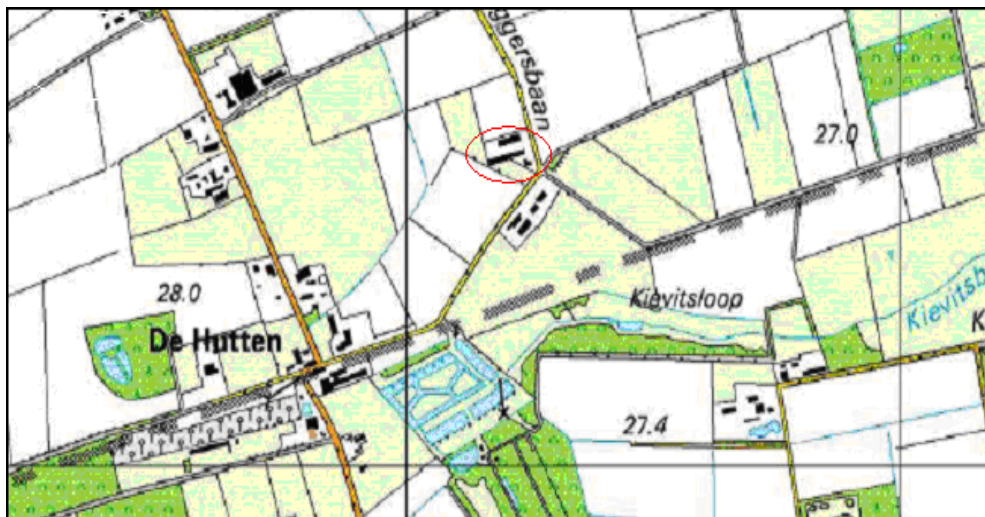 ggersbaan
27.0
28.0
Kievitsloop
Kievitsb
De Hutten
K
27.4